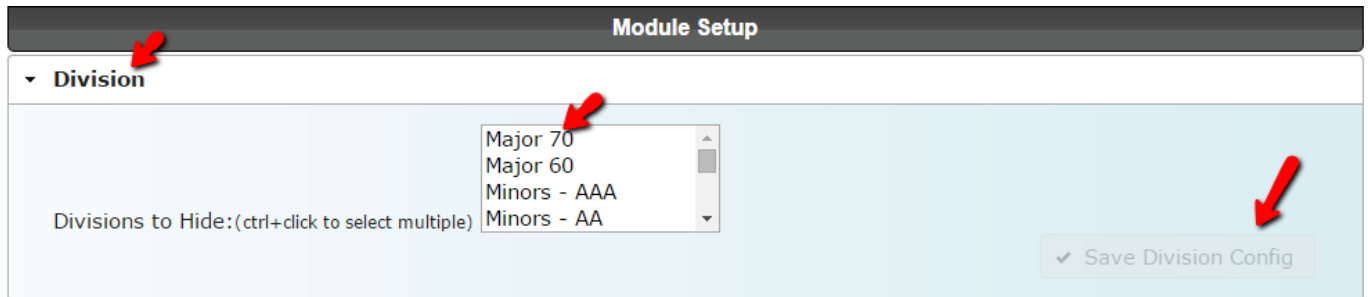 Module Setup
Division
Major 70
Major 60
Minors - AAA
Minors - AA
Divisions to Hide:(ctrl+click to select multiple)
Save Division Config